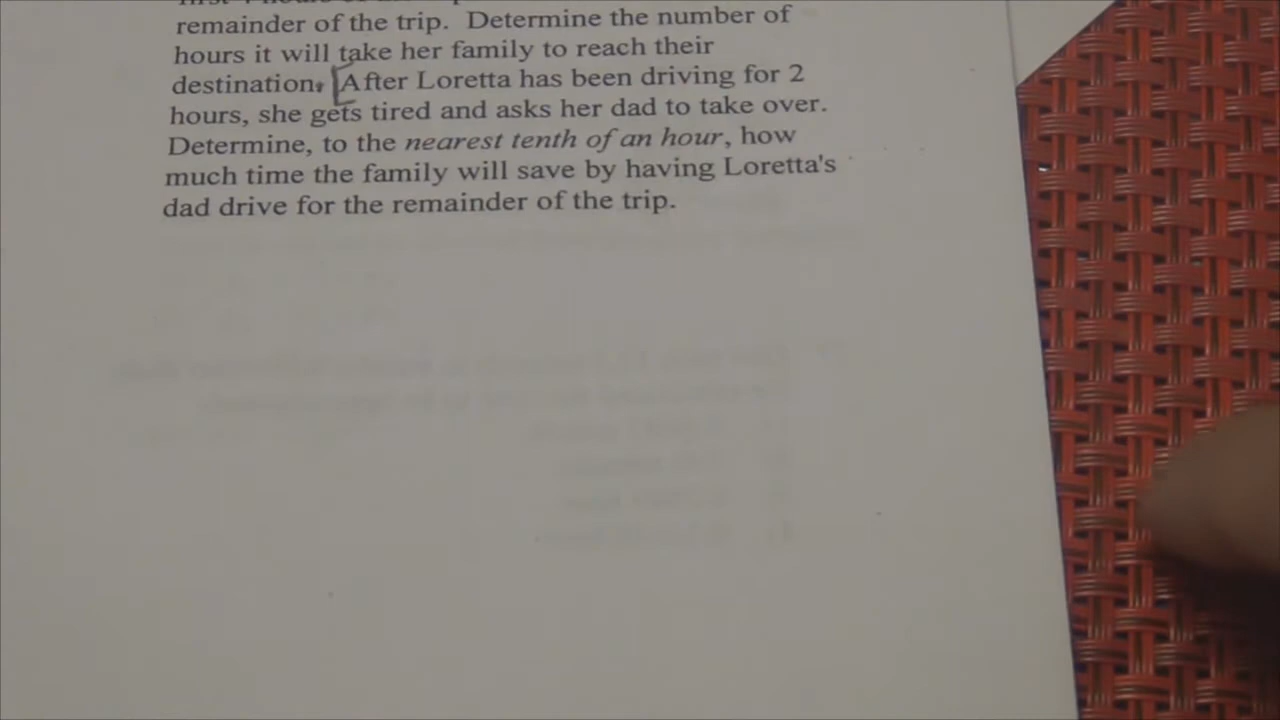 remainder of the trip. Determine the number of
hours it will take her family to reach their
destination. After Loretta has been driving for 2
hours, she gets tired and asks her dad to take over.
Determine, to the nearest tenth of an hour, how
much time the family will save by having Loretta's
dad drive for the remainder of the trip.